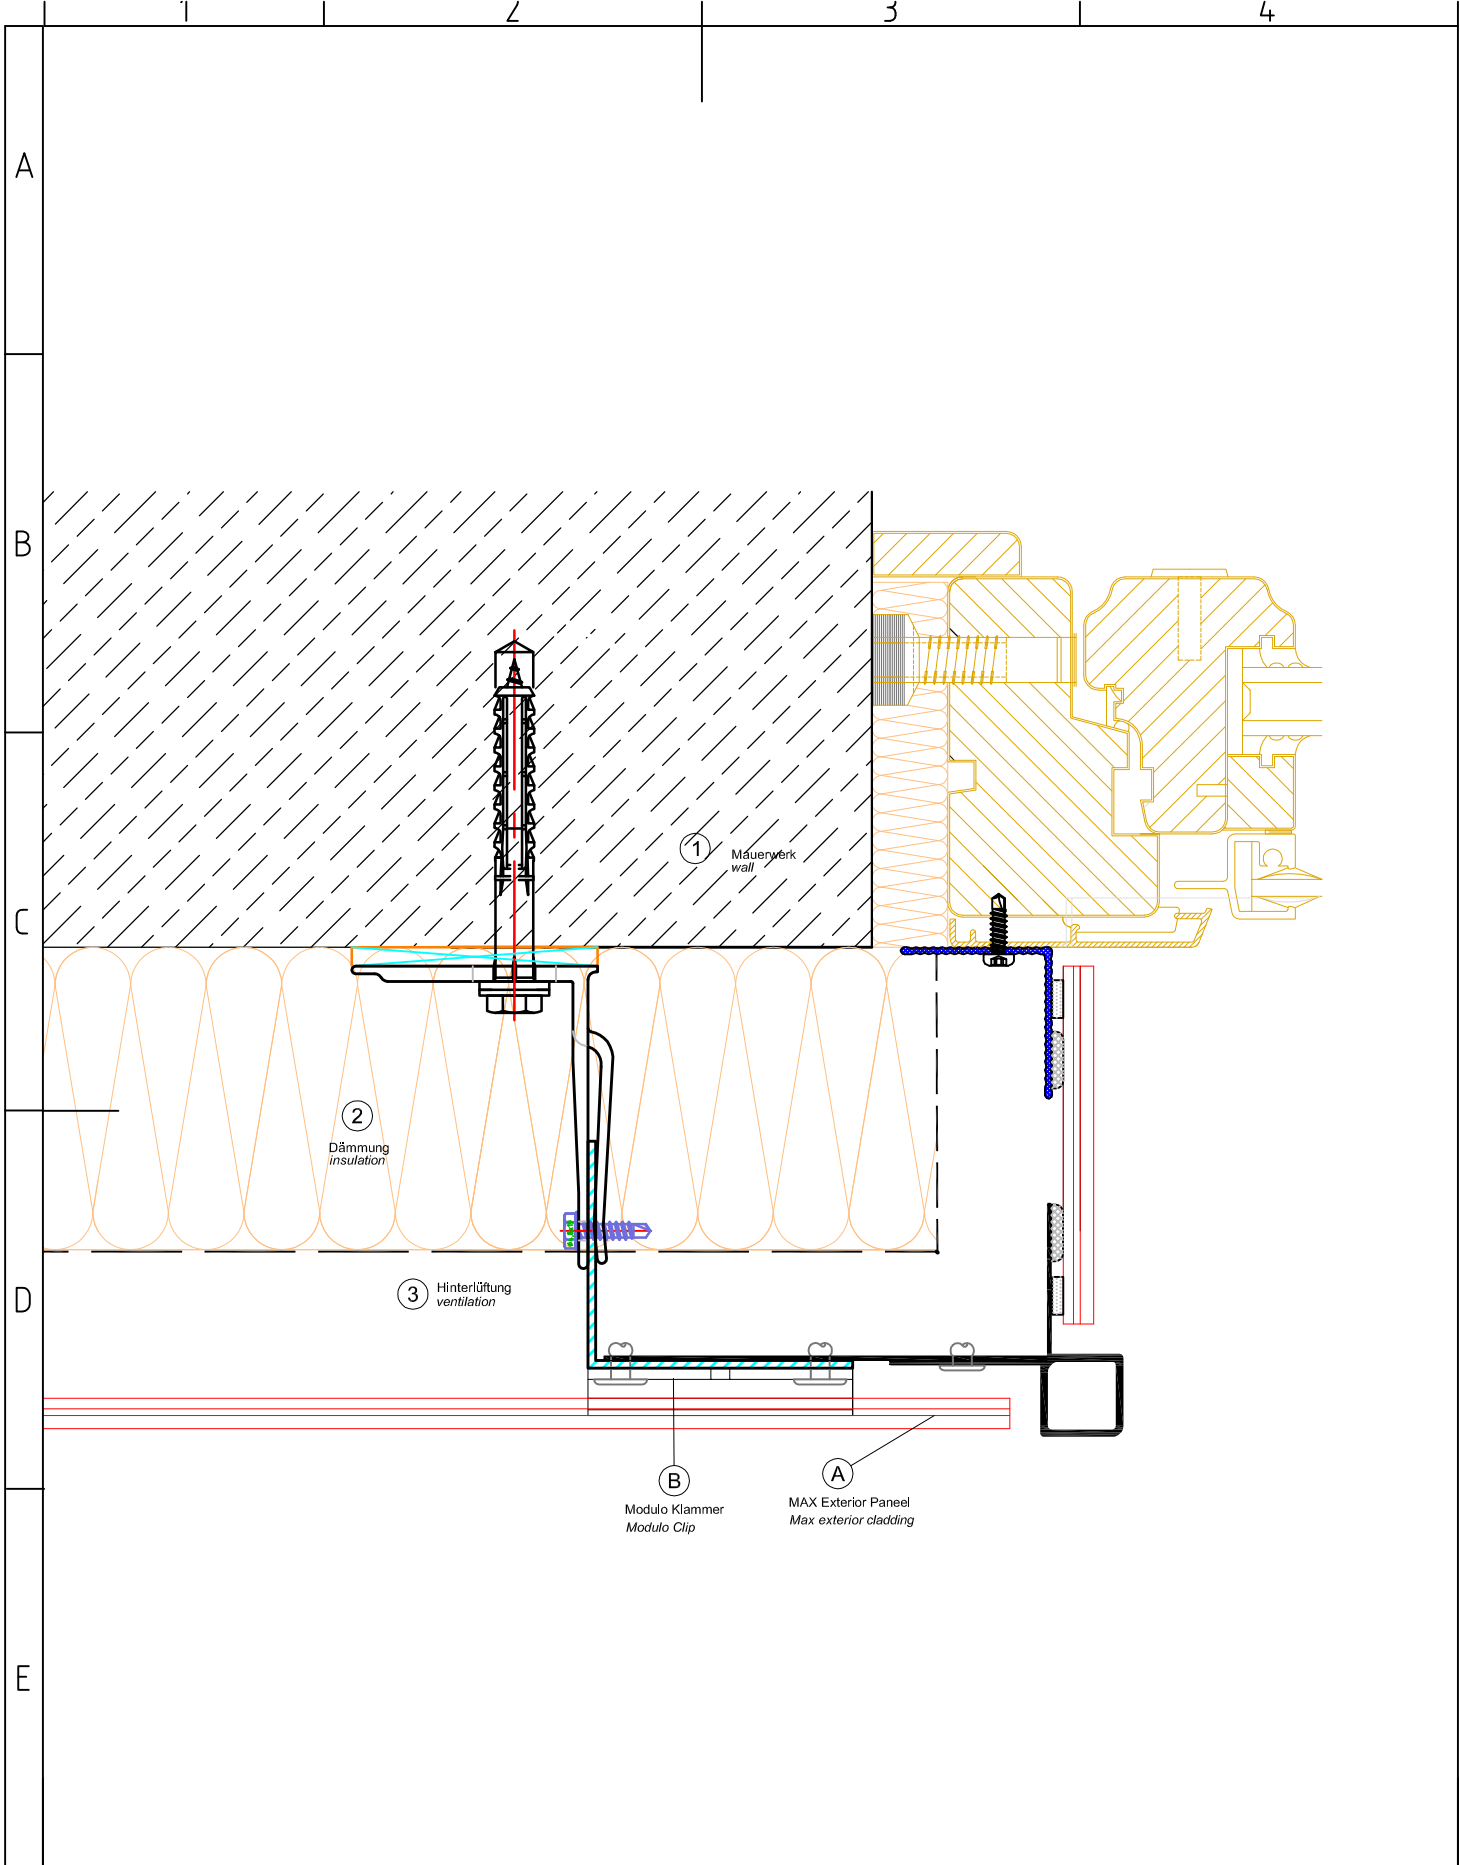 1 2 3 4
A
B
1
Mauerwerk
wall
C
2
Dämmung
insulation
3
Hinterlüftung
ventilation
D
B
Modulo Klammer
Modulo Clip
A
MAX Exterior Paneel
Max exterior cladding
E